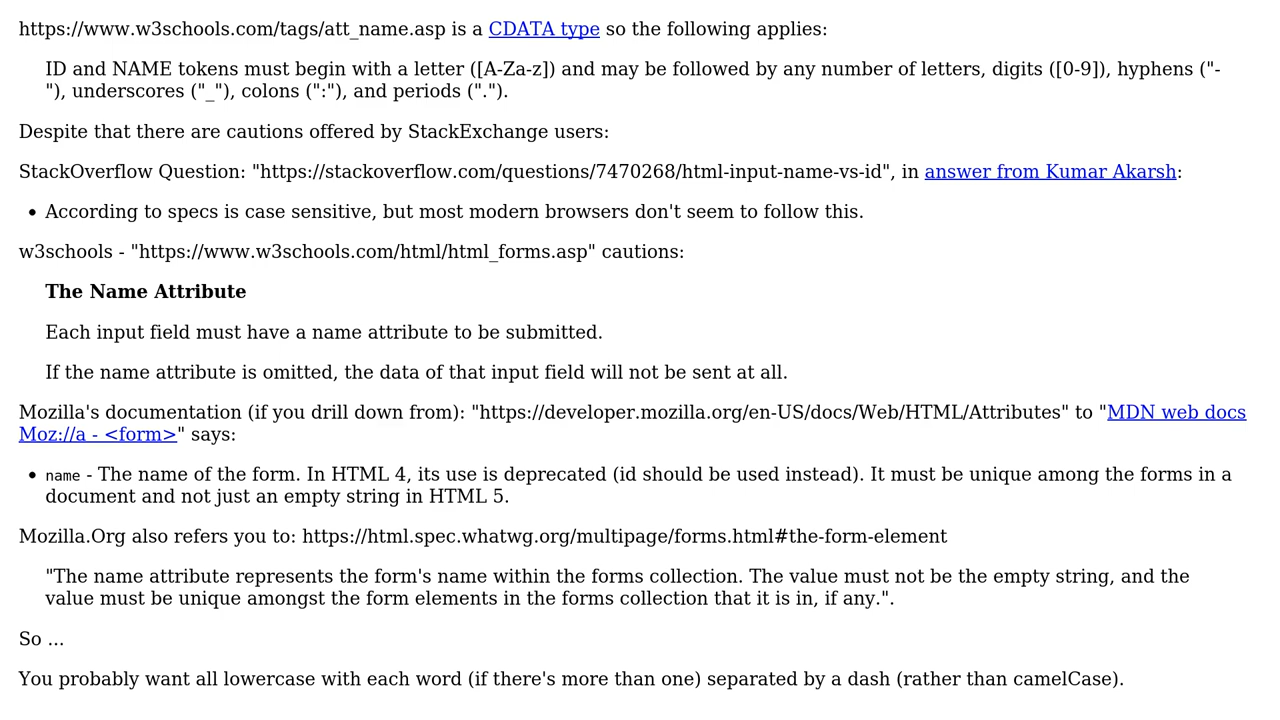 https://www.w3schools.com/tags/att_name.asp is a CDATA type so the following applies:
ID and NAME tokens must begin with a letter ([A-Za-z]) and may be followed by any number of letters, digits ([0-9]), hyphens ("-
"), underscores ("_"), colons (":"), and periods (".").
Despite that there are cautions offered by StackExchange users:
StackOverflow Question: "https://stackoverflow.com/questions/7470268/html-input-name-vs-id", in answer from Kumar Akarsh:
• According to specs is case sensitive, but most modern browsers don't seem to follow this.
w3schools - "https://www.w3schools.com/html/html_forms.asp" cautions:
The Name Attribute
Each input field must have a name attribute to be submitted.
If the name attribute is omitted, the data of that input field will not be sent at all.
Mozilla's documentation (if you drill down from): "https://developer.mozilla.org/en-US/docs/Web/HTML/Attributes" to "MDN web docs
Moz://a - <form>" says:
• name - The name of the form. In HTML 4, its use is deprecated (id should be used instead). It must be unique among the forms in a
document and not just an empty string in HTML 5.
Mozilla.Org also refers you to: https://html.spec.whatwg.org/multipage/forms.html#the-form-element
"The name attribute represents the form's name within the forms collection. The value must not be the empty string, and the
value must be unique amongst the form elements in the forms collection that it is in, if any.".
So ...
You probably want all lowercase with each word (if there's more than one) separated by a dash (rather than camelCase).